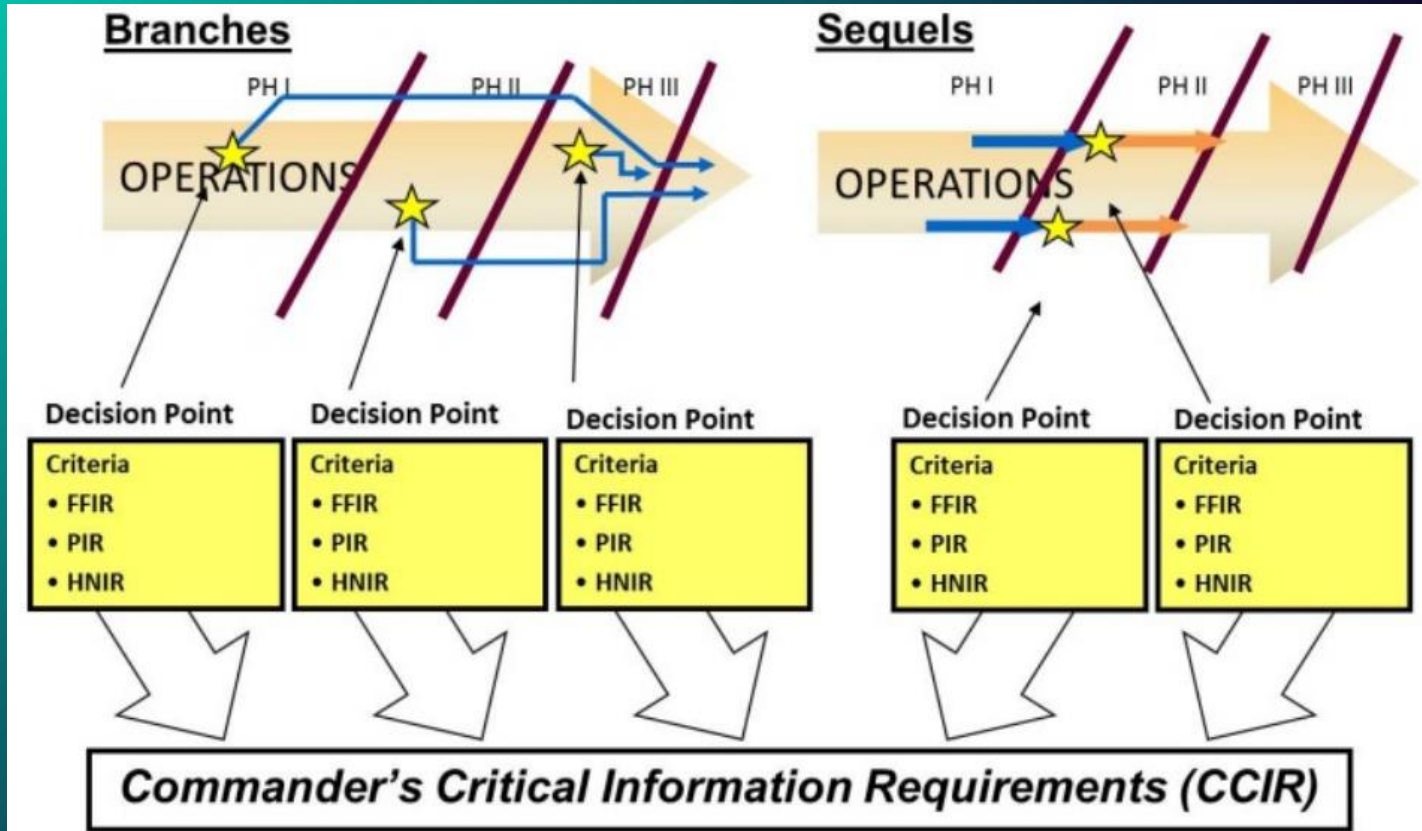 Branches
PH I
PH II
PH III
OPERATIONS
Sequels
PH I
PH II
PH III
OPERATIONS
Decision Point
Criteria
• FFIR
• PIR
• HNIR
Decision Point
Criteria
• FFIR
• PIR
• HNIR
Decision Point
Criteria
• FFIR
• PIR
• HNIR
Decision Point
Criteria
• FFIR
• PIR
• HNIR
Decision Point
Criteria
• FFIR
• PIR
• HNIR
Commander's Critical Information Requirements (CCIR)